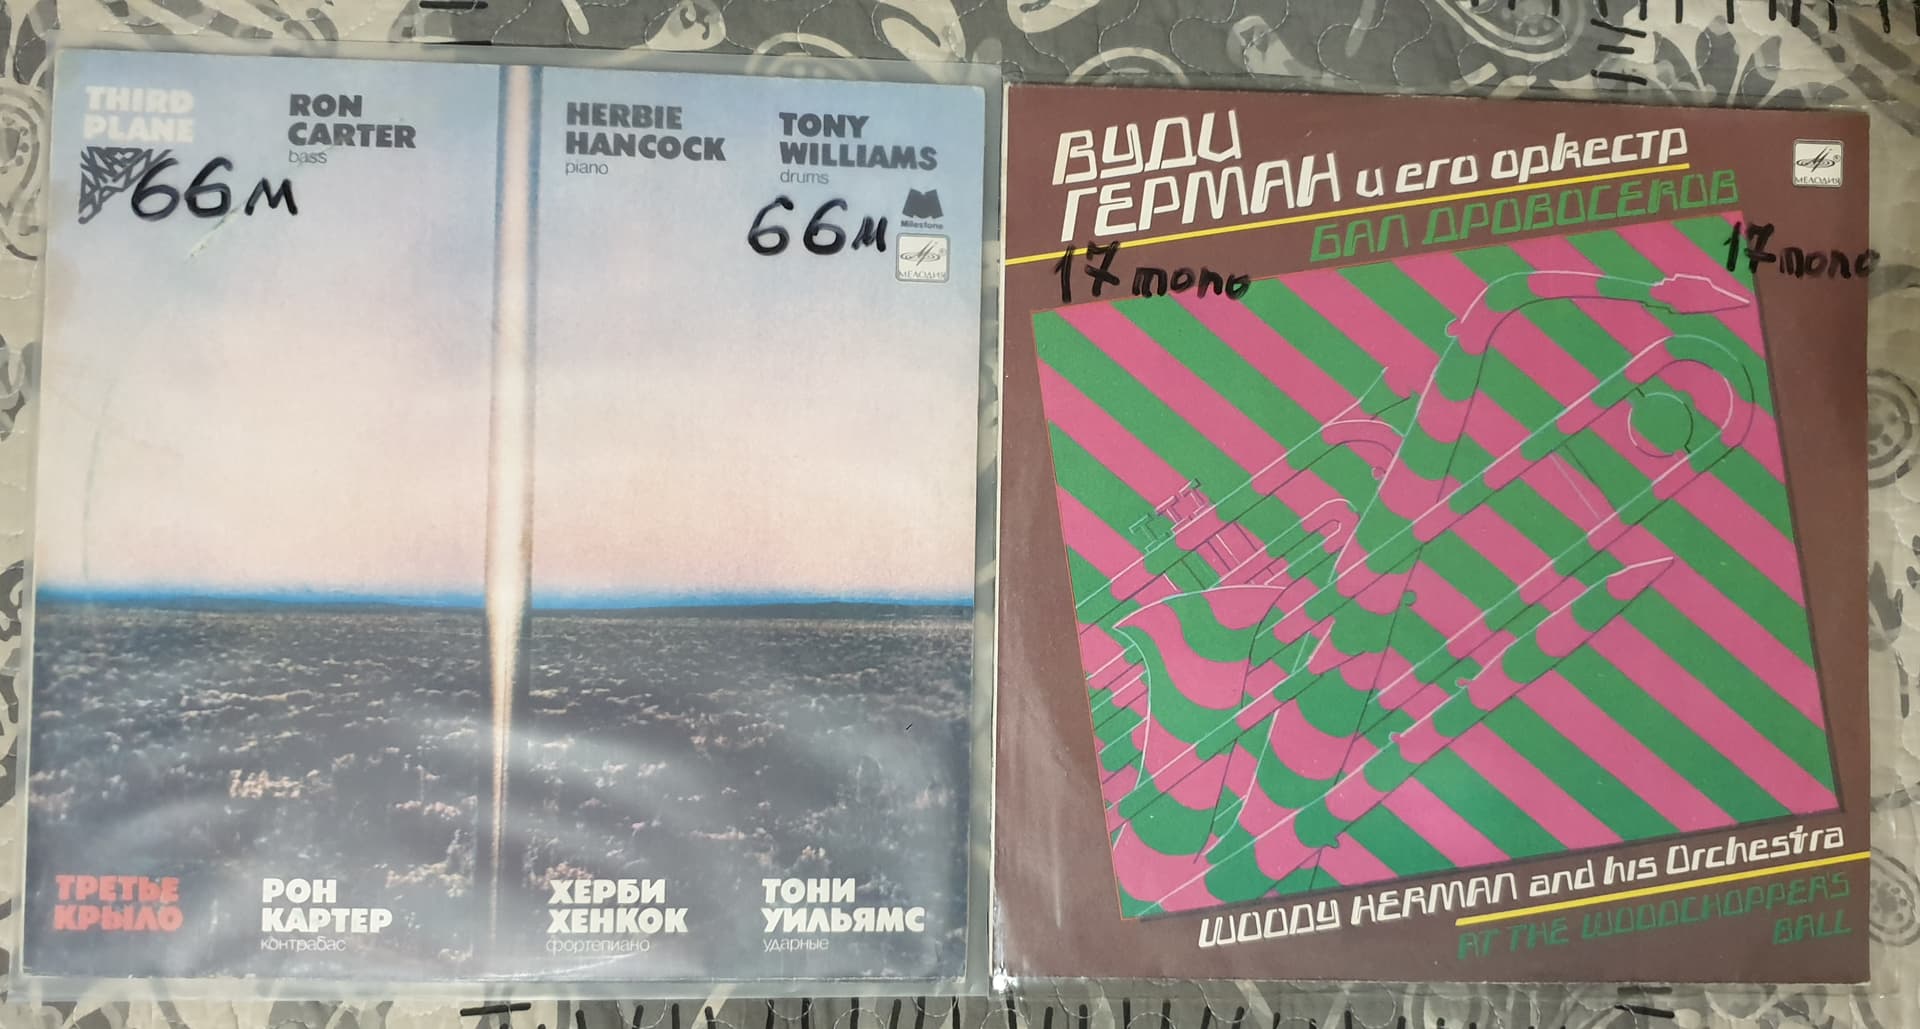 THIRD
PLANE
RON
CARTER
bass
HERBIE
HANCOCK
piano
TONY
WILLIAMS
drums
66м
66м
Milestone
МЕЛОДИЯ
ТРЕТЬЕ
КРЫЛО
РОН
КАРТЕР
контрабас
ХЕРБИ
ХЕНКОК
фортепиано
ТОНИ
УИЛЬЯМС
ударные
ВУДИ
ГЕРМАН и его оркестр
БАЛ ДРОВОСЕКОВ
МЕЛОДИЯ
17 mono
17 mono
WOODY HERMAN and his Orchestra
AT THE WOODCHOPPER'S
BALL